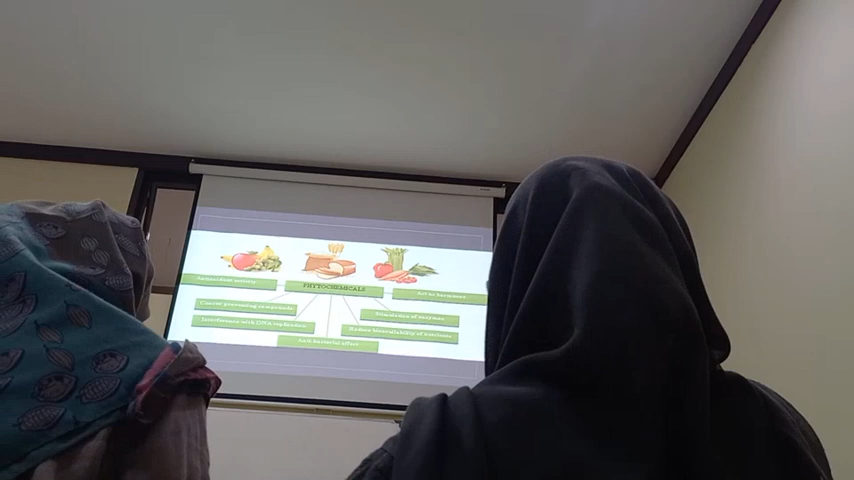 Antioxidant activity
PHYTOCHEMICALS
Act as hormones
Cancer preventing compounds
Stimulation of enzymes
Interference with DNA replication
Reduce bioavailability of nutrients
Anti bacterial effect